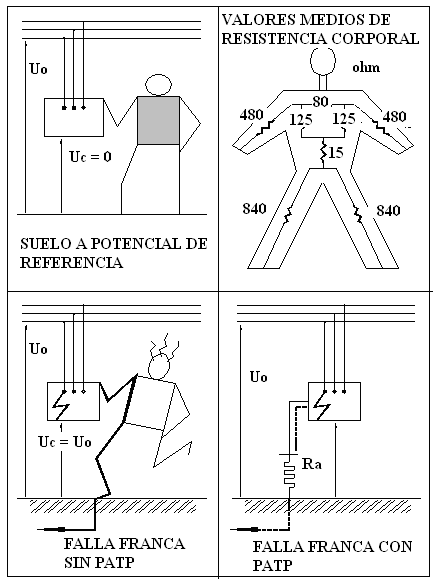 Uo
Uc = 0
SUELO A POTENCIAL DE
REFERENCIA
VALORES MEDIOS DE
RESISTENCIA CORPORAL
ohm
480
80
480
125
125
15
840
840
Uo
Uc = Uo
FALLA FRANCA
SIN PATP
Uo
Ra
FALLA FRANCA CON
PATP